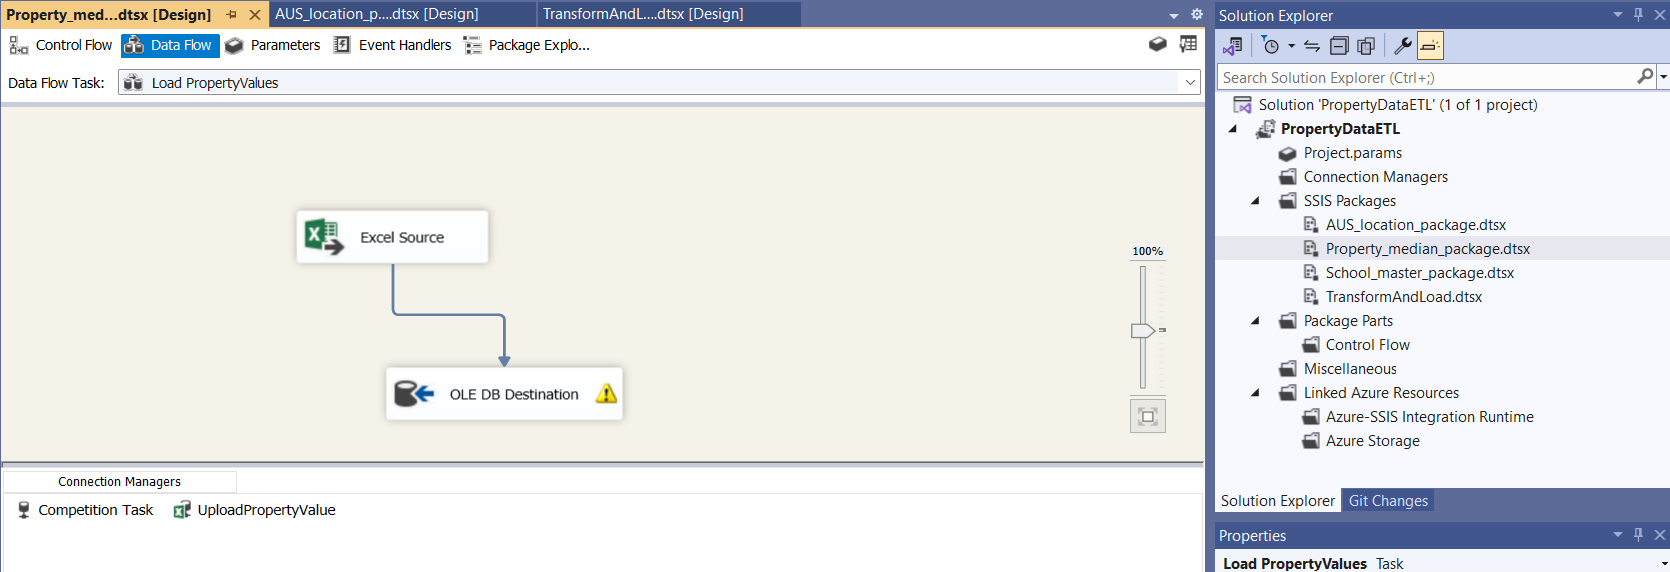 Property_med...dtsx [Design]
AUS_location_p....dtsx [Design]
TransformAndL....dtsx [Design]
Control Flow
Data Flow
Parameters
Event Handlers
Package Explo...
Data Flow Task:
Load PropertyValues
Excel Source
OLE DB Destination
100%
Connection Managers
Competition Task
UploadPropertyValue
Solution Explorer
Search Solution Explorer (Ctrl+;)
Solution 'PropertyDataETL' (1 of 1 project)
PropertyDataETL
Project.params
Connection Managers
SSIS Packages
AUS_location_package.dtsx
Property_median_package.dtsx
School_master_package.dtsx
TransformAndLoad.dtsx
Package Parts
Control Flow
Miscellaneous
Linked Azure Resources
Azure-SSIS Integration Runtime
Azure Storage
Solution Explorer
Git Changes
Properties
Load PropertyValues Task